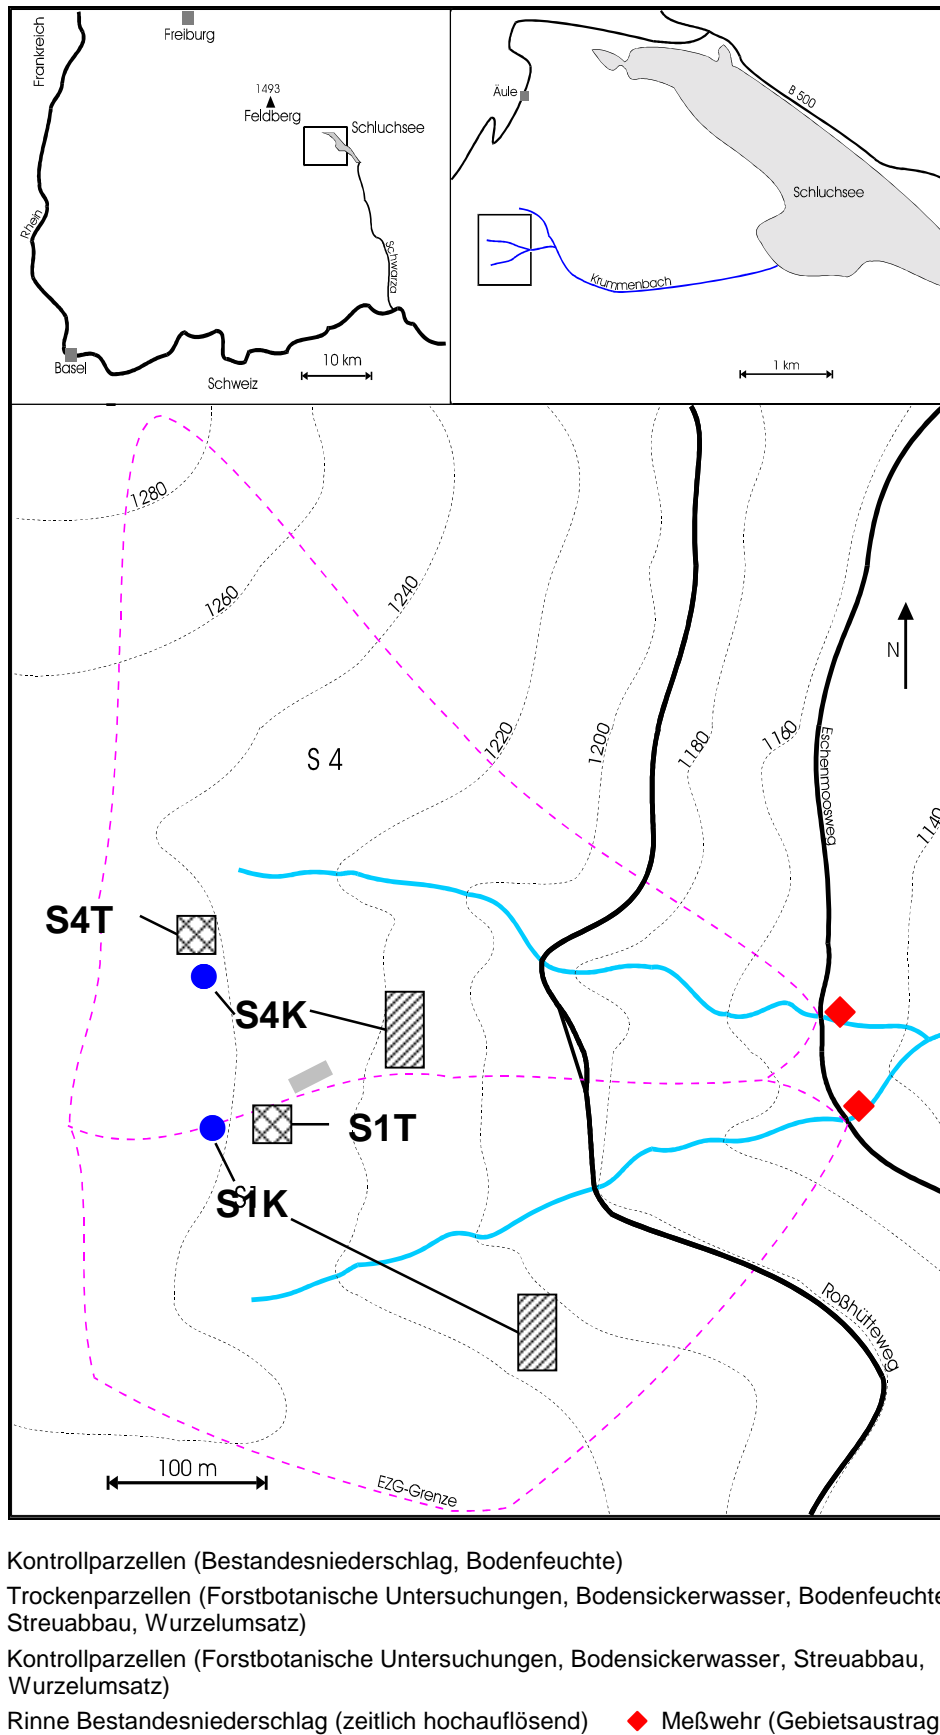 Frankreich
Freiburg
1493
Feldberg
Schluchsee
Rhein
Schwarza
Basel
Schweiz
10 km
Äule
B 500
Schluchsee
Krummenbach
1 km
1280
1260
1240
1220
1200
1180
1160
1140
N
Eschenmoosweg
S 4
S4T
S4K
S1T
S1K
Roßhütteweg
100 m
EZG-Grenze
Kontrollparzellen (Bestandesniederschlag, Bodenfeuchte)
Trockenparzellen (Forstbotanische Untersuchungen, Bodensickerwasser, Bodenfeuchte
Streuabbau, Wurzelumsatz)
Kontrollparzellen (Forstbotanische Untersuchungen, Bodensickerwasser, Streuabbau,
Wurzelumsatz)
Rinne Bestandesniederschlag (zeitlich hochauflösend) Meßwehr (Gebietsaustrag